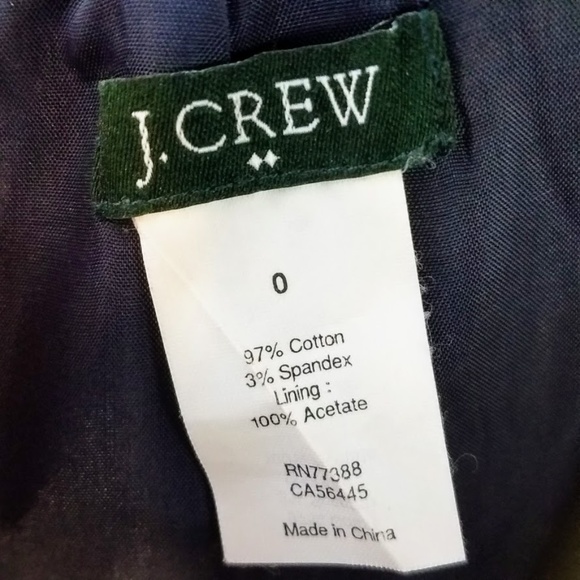 J.CREW
0
97% Cotton
3% Spandex
Lining :
100% Acetate
RN77388
CA56445
Made in China